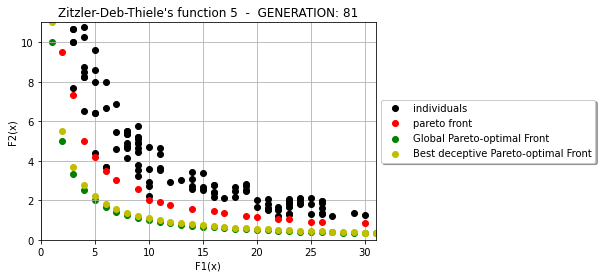 Zitzler-Deb-Thiele's function 5 - GENERATION: 81
10
8
6
4
2
0
F2(x)
0 5 10 15 20 25 30
F1(x)
individuals
pareto front
Global Pareto-optimal Front
Best deceptive Pareto-optimal Front